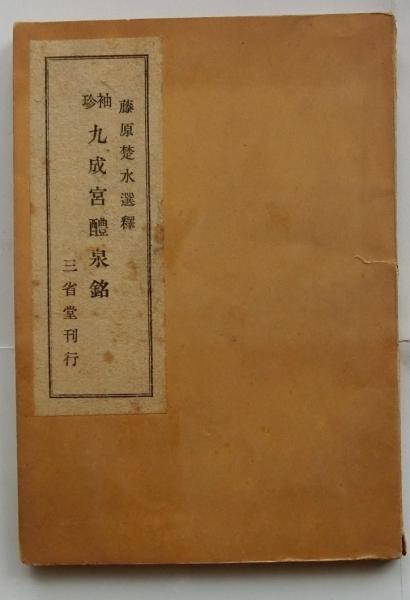 藤原楚水選釋
袖珍
九成宮醴泉銘
三省堂刊行